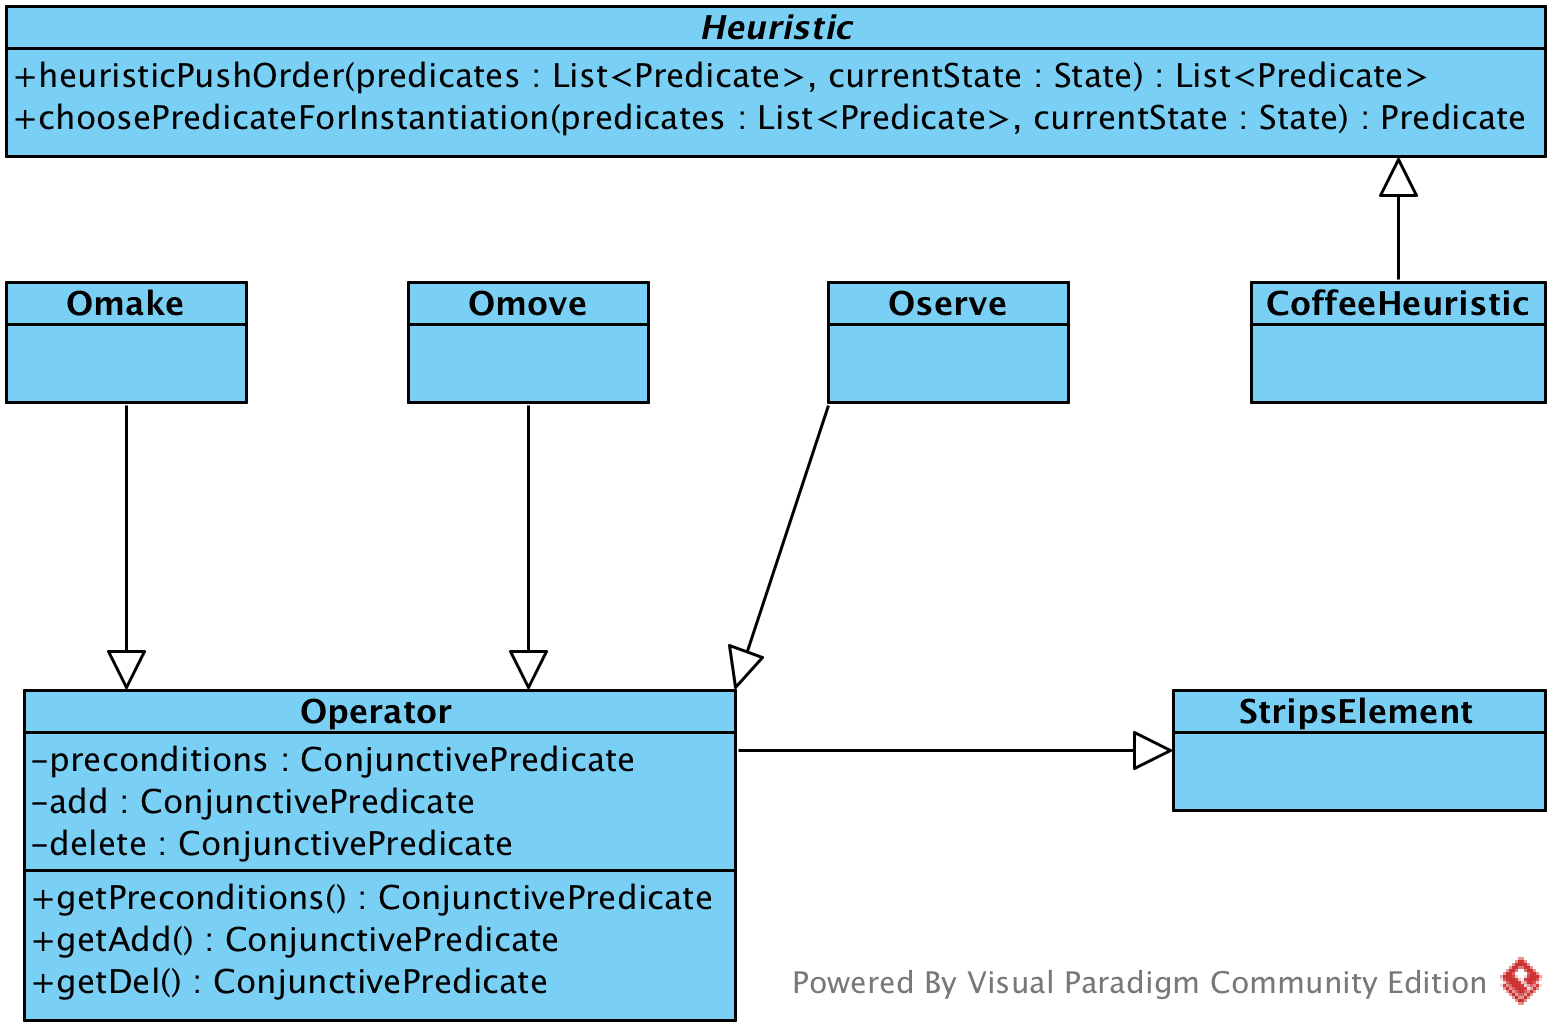 Heuristic
+heuristicPushOrder(predicates : List<Predicate>, currentState : State) : List<Predicate>
+choosePredicateForInstantiation(predicates : List<Predicate>, currentState : State) : Predicate
Omake
Omove
Oserve
CoffeeHeuristic
Operator
-preconditions : ConjunctivePredicate
-add : ConjunctivePredicate
-delete : ConjunctivePredicate
+getPreconditions() : ConjunctivePredicate
+getAdd() : ConjunctivePredicate
+getDel() : ConjunctivePredicate
StripsElement
Powered By Visual Paradigm Community Edition